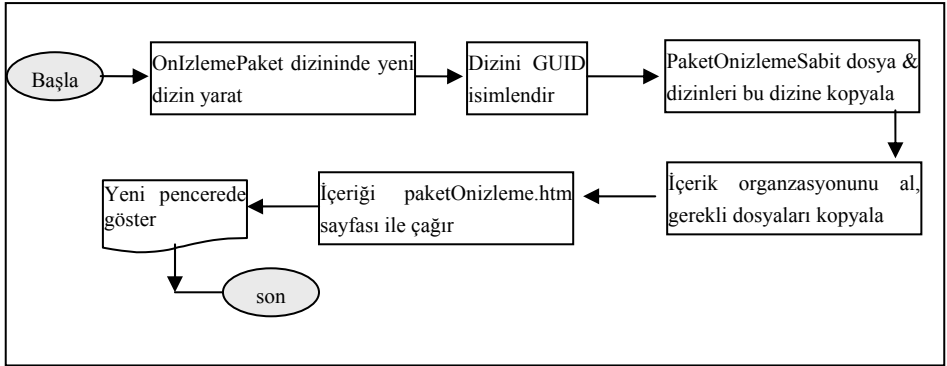 Başla
OnIzlemePaket dizininde yeni
dizin yarat
Dizini GUID
isimlendir
PaketOnizlemeSabit dosya &
dizinleri bu dizine kopyala
İçerik organzasyonunu al,
gerekli dosyaları kopyala
İçeriği paketOnizleme.htm
sayfası ile çağır
Yeni pencerede
göster
son